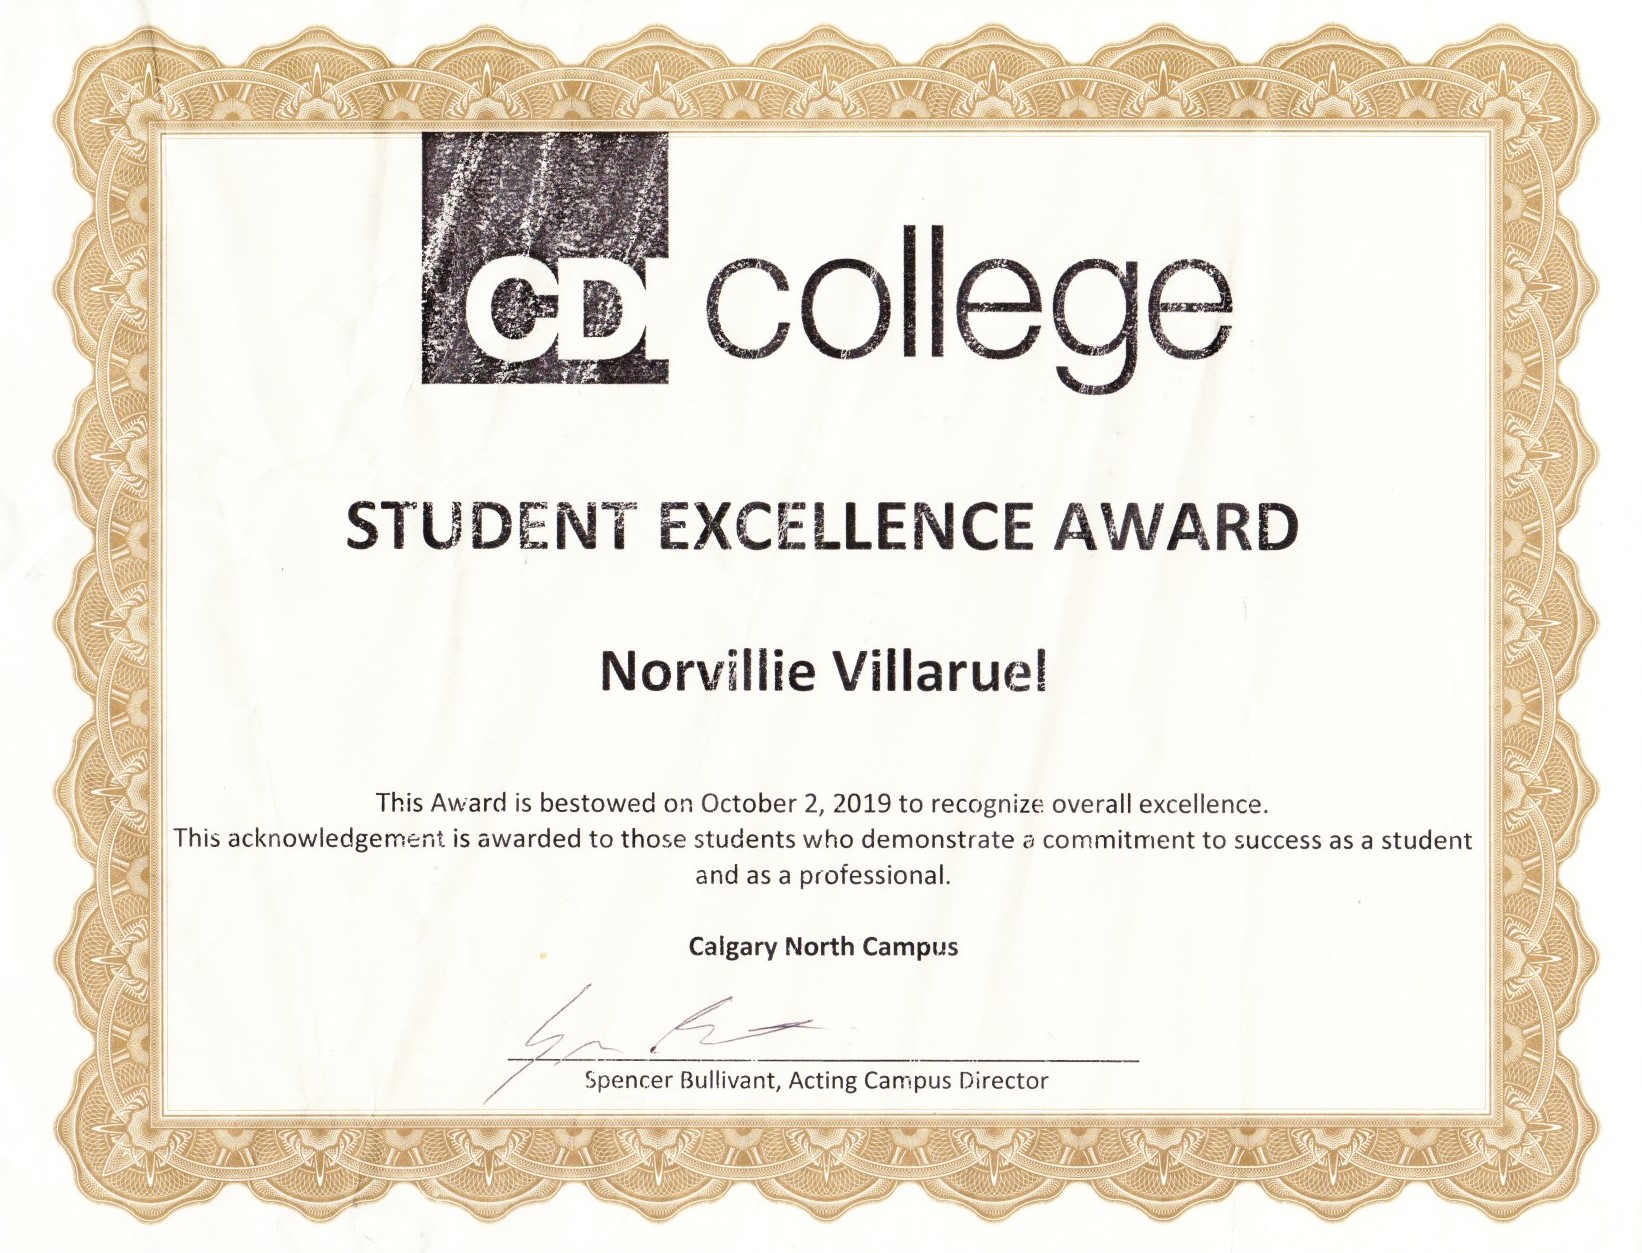 CDI college
STUDENT EXCELLENCE AWARD
Norvillie Villaruel
This Award is bestowed on October 2, 2019 to recognize overall excellence.
This acknowledgement is awarded to those students who demonstrate a commitment to success as a student
and as a professional.
Calgary North Campus
Spencer Bullivant, Acting Campus Director